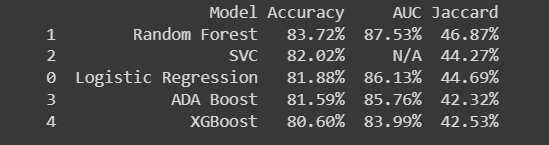 Model Accuracy AUC Jaccard
1 Random Forest 83.72% 87.53% 46.87%
2 SVC 82.02% N/A 44.27%
0 Logistic Regression 81.88% 86.13% 44.69%
3 ADA Boost 81.59% 85.76% 42.32%
4 XGBoost 80.60% 83.99% 42.53%